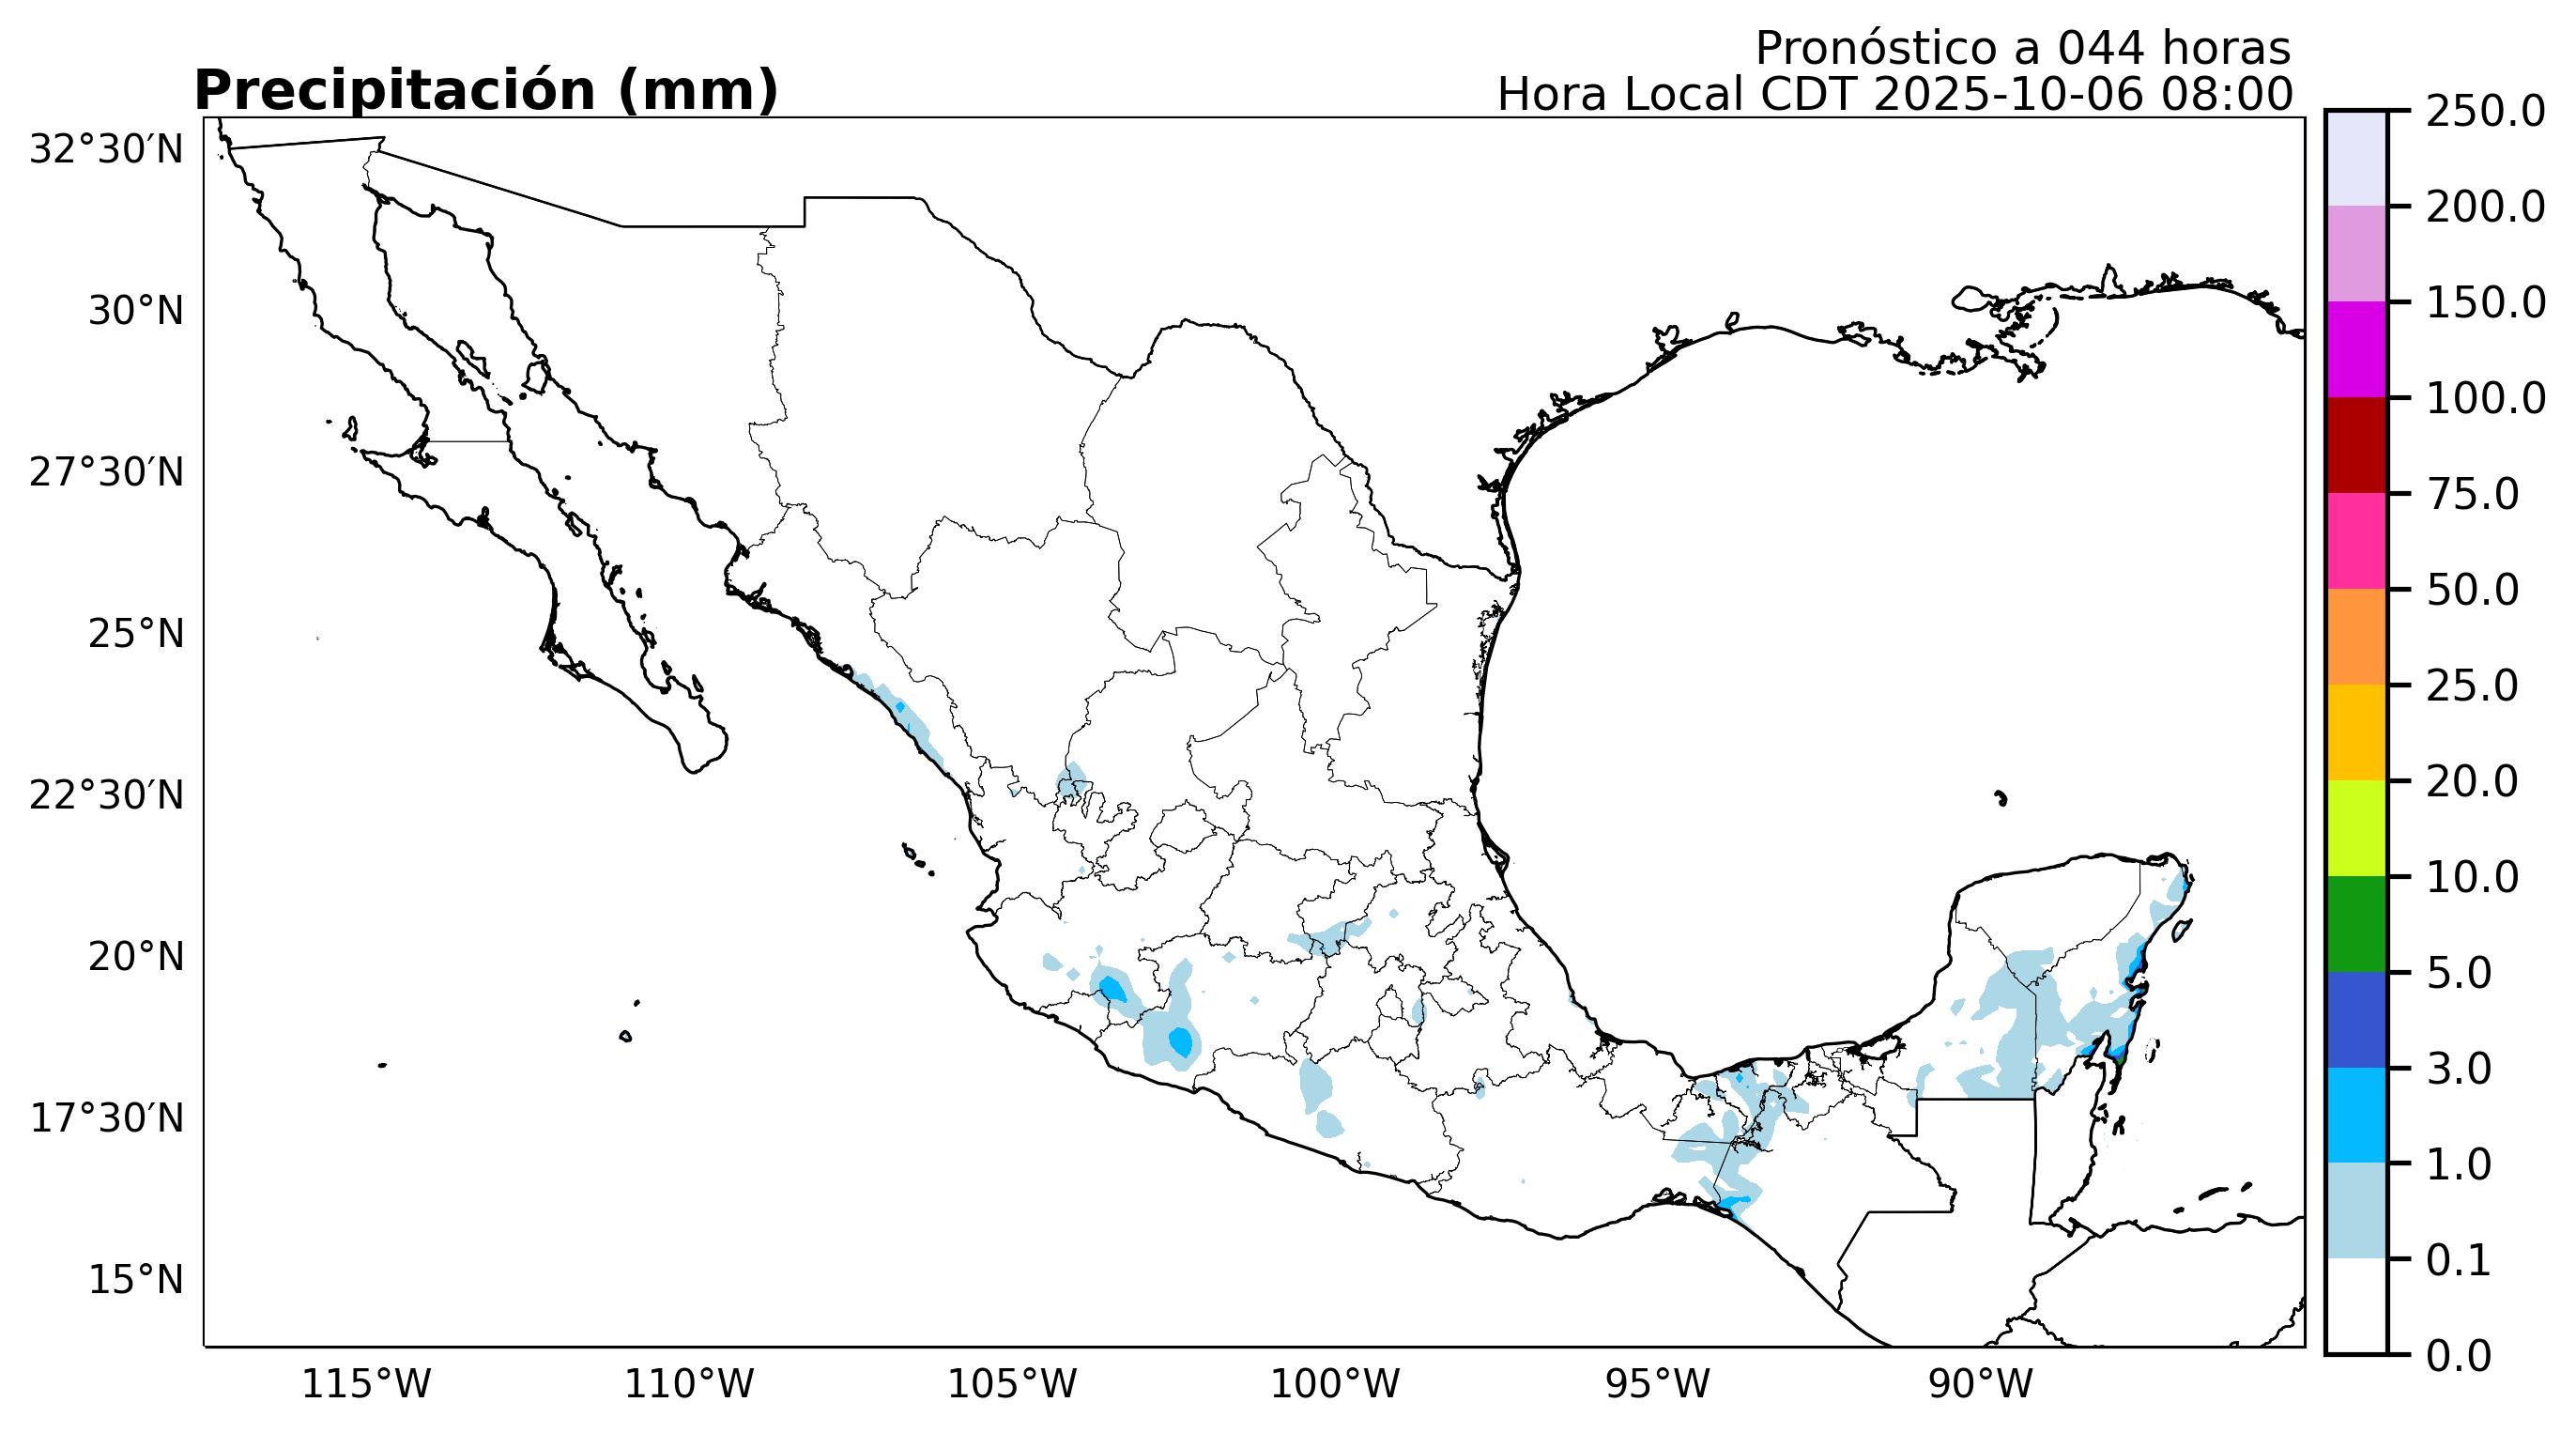 Pronóstico a 044 horas
Precipitación (mm)
Hora Local CDT 2025-10-06 08:00
32°30′N
30°N
27°30′N
25°N
22°30′N
20°N
17°30′N
15°N
115°W
110°W
105°W
100°W
95°W
90°W
250.0
200.0
150.0
100.0
75.0
50.0
25.0
20.0
10.0
5.0
3.0
1.0
0.1
0.0